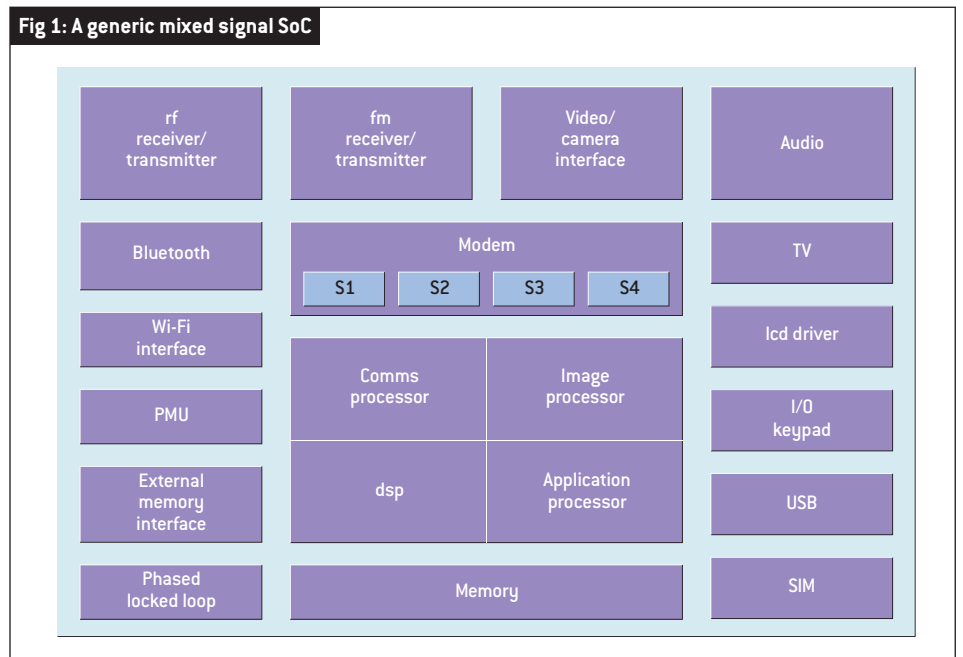 Fig 1: A generic mixed signal SoC
rf
receiver/
transmitter
fm
receiver/
transmitter
Video/
camera
interface
Audio
Bluetooth
Modem
S1
S2
S3
S4
TV
Wi-Fi
interface
lcd driver
Comms
processor
Image
processor
PMU
I/O
keypad
External
memory
interface
dsp
Application
processor
USB
Phased
locked loop
Memory
SIM